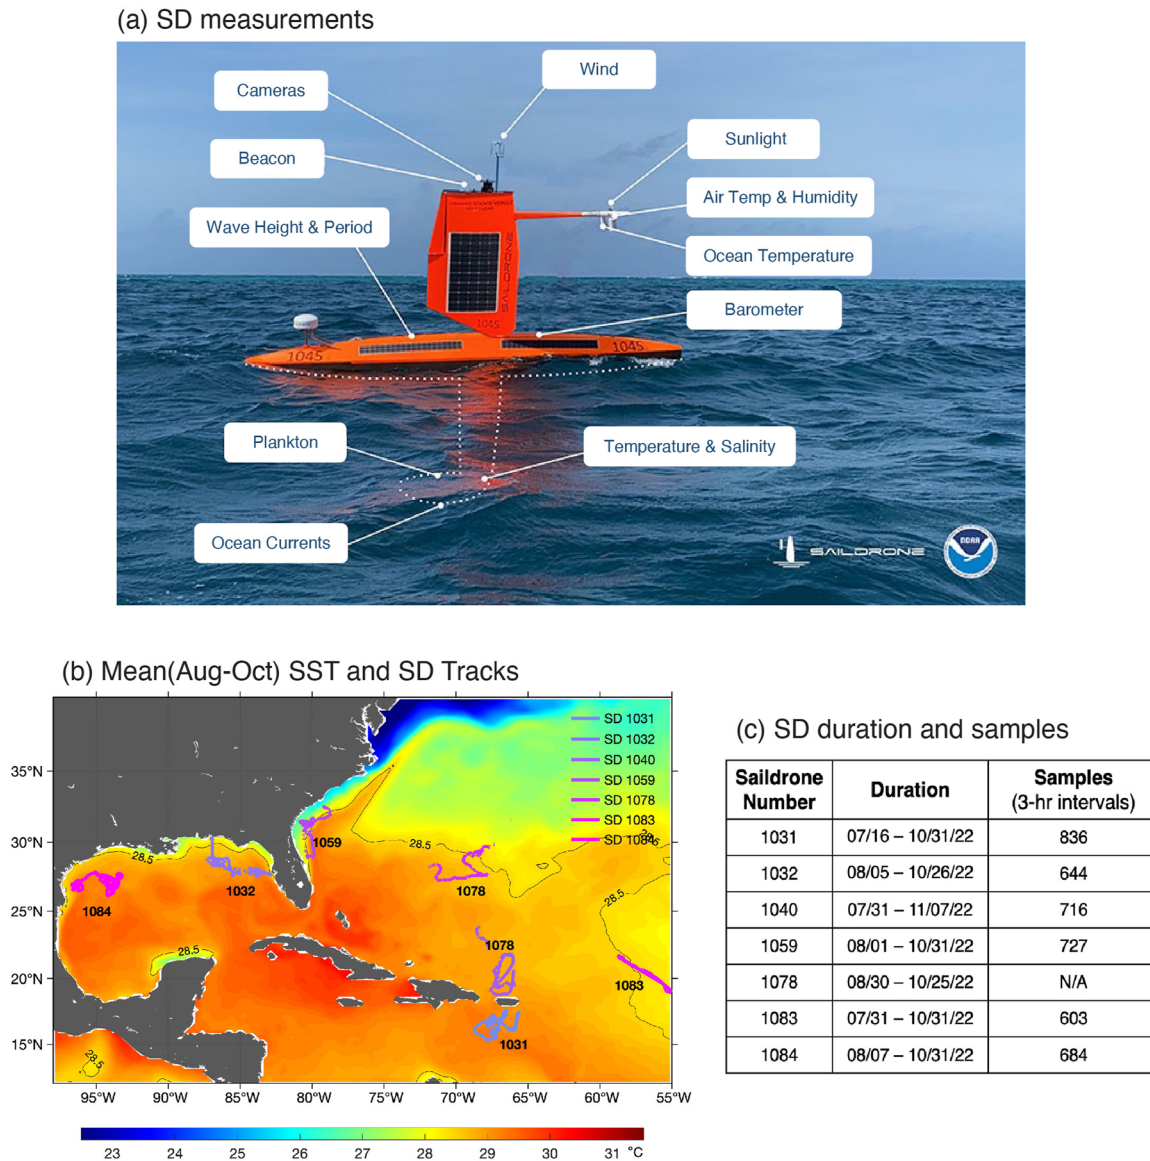 (a) SD measurements
Wind
Cameras
Sunlight
Beacon
Air Temp & Humidity
Wave Height & Period
Ocean Temperature
Barometer
SAILDRONE
1045
1045
1045
Plankton
Temperature & Salinity
Ocean Currents
SAILDRONE
NOAA
(b) Mean(Aug-Oct) SST and SD Tracks
SD 1031
SD 1032
SD 1040
SD 1059
SD 1078
SD 1083
SD 1084
35°N
30°N
25°N
20°N
15°N
28.5
28.5
28.5
28.5
28.5
28.5
1059
1032
1084
1078
1078
1083
1031
95°W
90°W
85°W
80°W
75°W
70°W
65°W
60°W
55°W
23 24 25 26 27 28 29 30 31 °C
(c) SD duration and samples
Saildrone Number Duration Samples (3-hr intervals)
1031 07/16 – 10/31/22 836
1032 08/05 – 10/26/22 644
1040 07/31 – 11/07/22 716
1059 08/01 – 10/31/22 727
1078 08/30 – 10/25/22 N/A
1083 07/31 – 10/31/22 603
1084 08/07 – 10/31/22 684